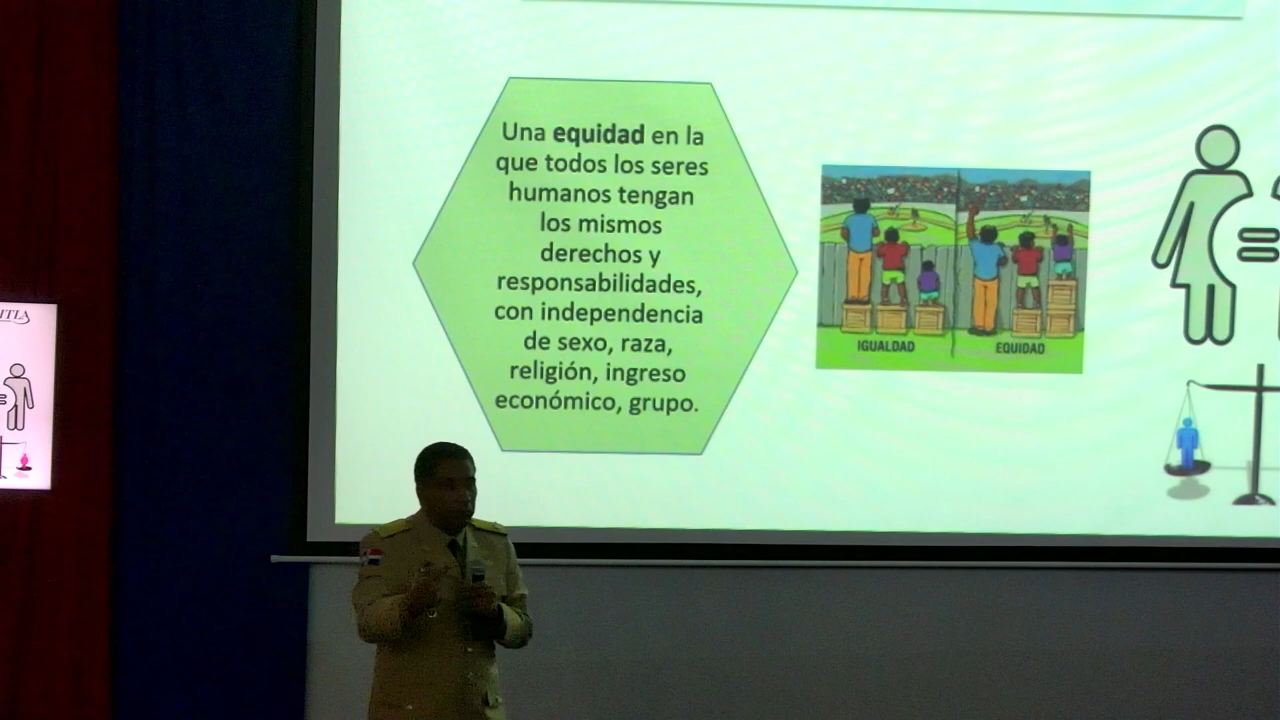 Una equidad en la
que todos los seres
humanos tengan
los mismos
derechos y
responsabilidades,
con independencia
de sexo, raza,
religión, ingreso
económico, grupo.
IGUALDAD
EQUIDAD
=
ITLA
=